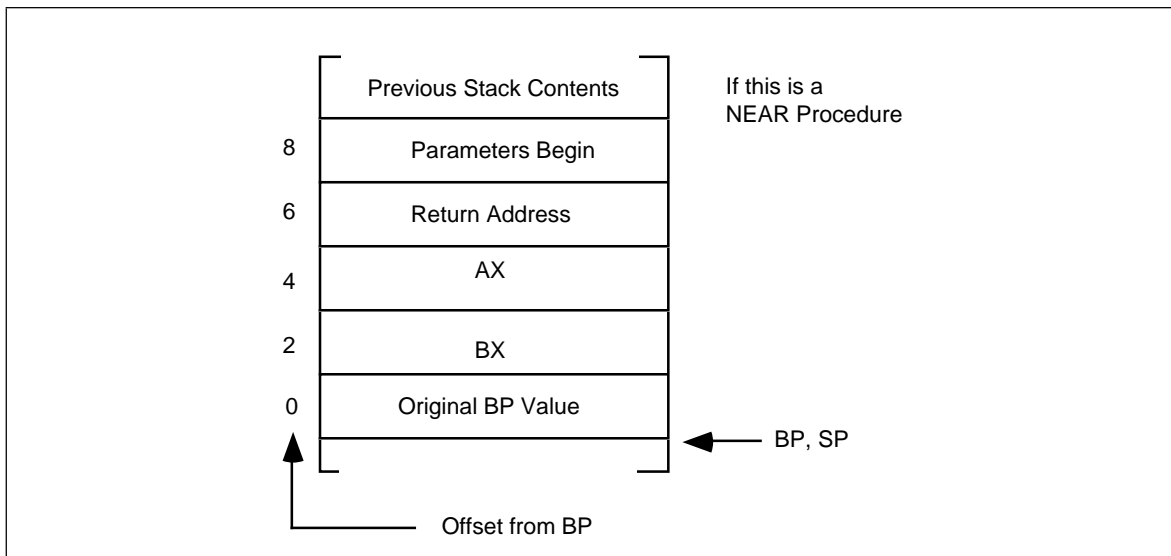 Previous Stack Contents
If this is a
NEAR Procedure
8
Parameters Begin
6
Return Address
4
AX
2
BX
0
Original BP Value
BP, SP
Offset from BP